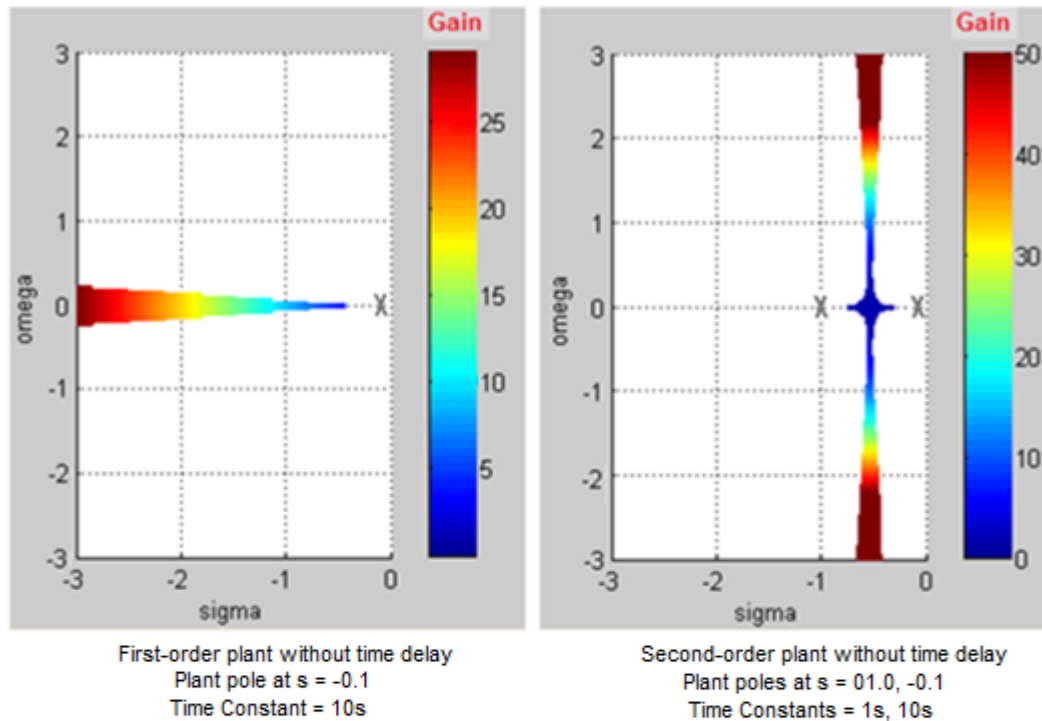 Gain
3
2
1
0
-1
-2
-3
omega
-3
-2
-1
0
sigma
25
20
15
10
5
X
First-order plant without time delay
Plant pole at s = -0.1
Time Constant = 10s
Gain
3
2
1
0
-1
-2
-3
omega
-3
-2
-1
0
sigma
50
40
30
20
10
0
X
X
Second-order plant without time delay
Plant poles at s = 01.0, -0.1
Time Constants = 1s, 10s